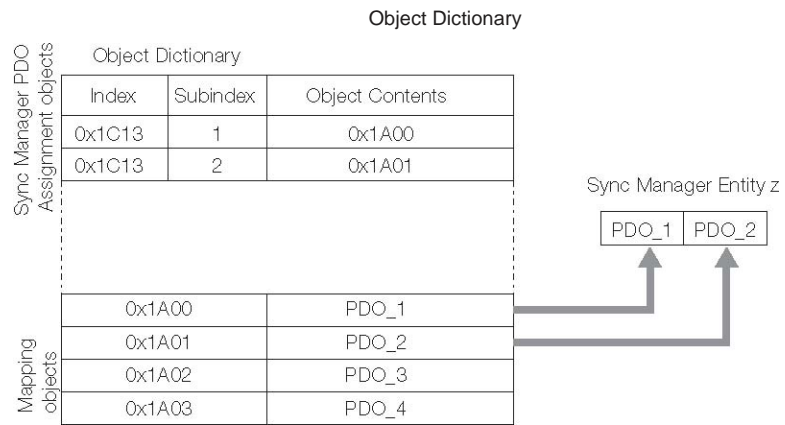 Object Dictionary
Sync Manager PDO
Assignment objects
Object Dictionary
Index Subindex Object Contents
0x1C13 1 0x1A00
0x1C13 2 0x1A01
Sync Manager Entity z
PDO_1 PDO_2
Mapping
objects
0x1A00 PDO_1
0x1A01 PDO_2
0x1A02 PDO_3
0x1A03 PDO_4